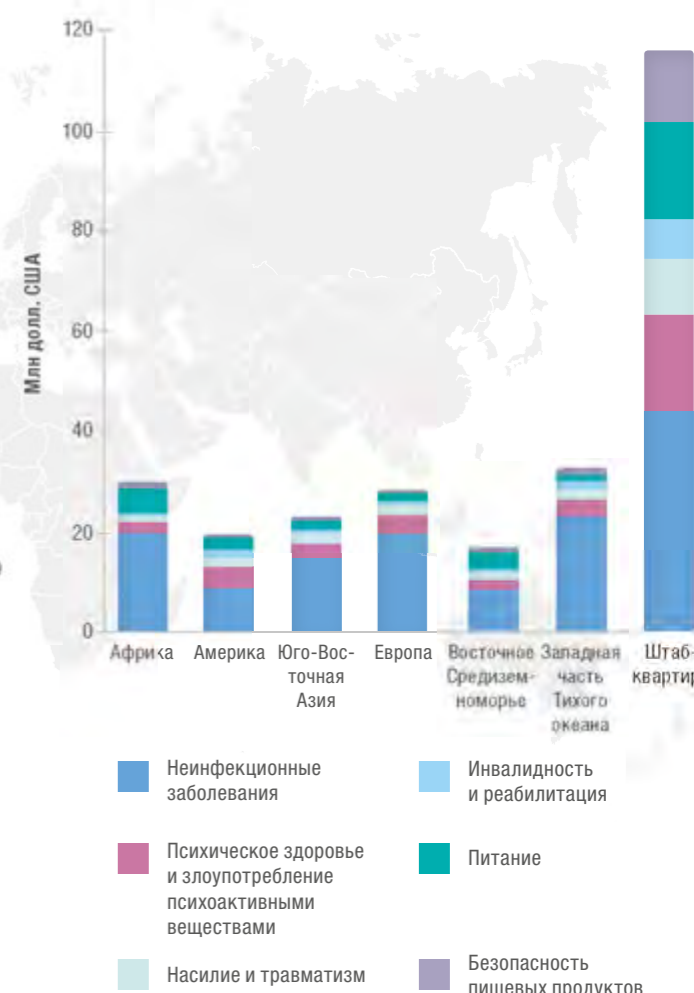 120
100
80
60
40
20
0
Млн долл. США
Африка
Америка
Юго-Вос-
точная
Азия
Европа
Восточное
Средизем-
номорье
Западная
часть
Тихого
океана
Штаб-
квартир
Неинфекционные
заболевания
Психическое здоровье
и злоупотребление
психоактивными
веществами
Насилие и травматизм
Инвалидность
и реабилитация
Питание
Безопасность
пищевых продуктов